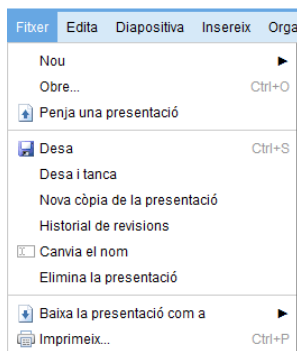 Fitxer Edita Diapositiva Insereix Orga
Nou
Obre... Ctrl+O
Penja una presentació
Desa Ctrl+S
Desa i tanca
Nova còpia de la presentació
Historial de revisions
Canvia el nom
Elimina la presentació
Baixa la presentació com a
Imprimeix... Ctrl+P